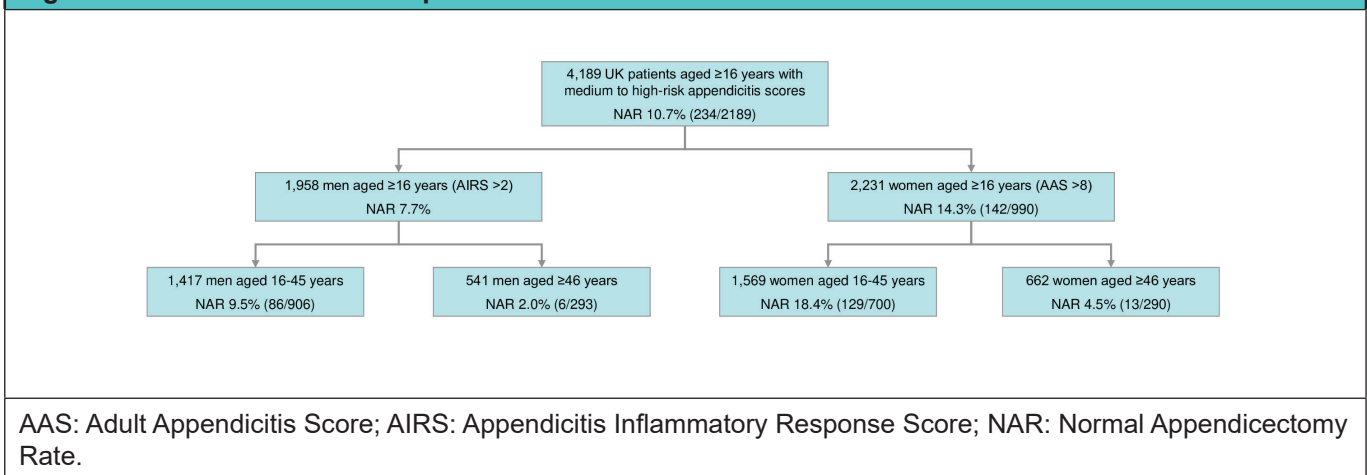 4,189 UK patients aged ≥16 years with
medium to high-risk appendicitis scores
NAR 10.7% (234/2189)
1,958 men aged ≥16 years (AIRS >2)
NAR 7.7%
2,231 women aged ≥16 years (AAS >8)
NAR 14.3% (142/990)
1,417 men aged 16-45 years
NAR 9.5% (86/906)
541 men aged ≥46 years
NAR 2.0% (6/293)
1,569 women aged 16-45 years
NAR 18.4% (129/700)
662 women aged ≥46 years
NAR 4.5% (13/290)
AAS: Adult Appendicitis Score; AIRS: Appendicitis Inflammatory Response Score; NAR: Normal Appendicectomy
Rate.